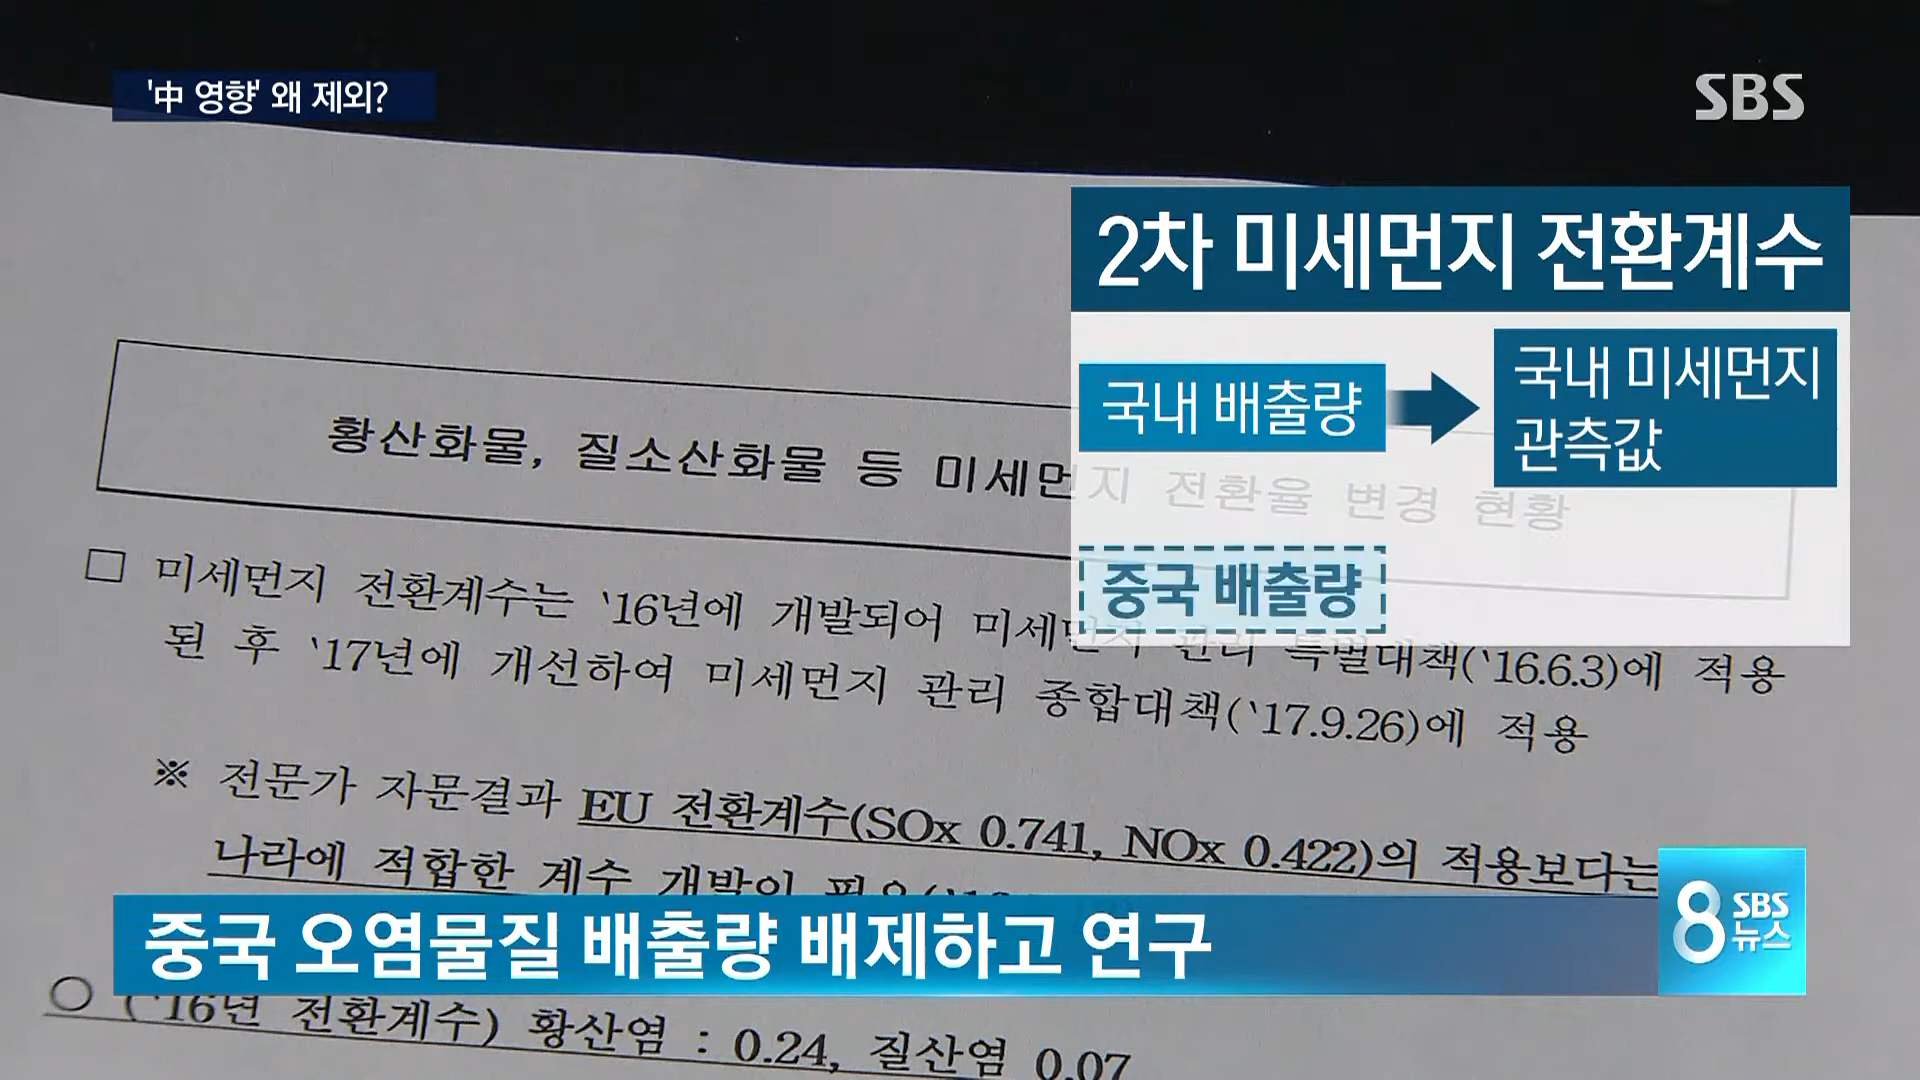 '中 영향' 왜 제외?
SBS
2차 미세먼지 전환계수
국내 배출량
국내 미세먼지
관측값
중국 배출량
황산화물, 질소산화물 등 미세먼지 전환율 변경 현황
□ 미세먼지 전환계수는 '16년에 개발되어 미세먼지 관리 특별대책('16.6.3)에 적용
된 후 '17년에 개선하여 미세먼지 관리 종합대책('17.9.26)에 적용
※ 전문가 자문결과 EU 전환계수(SOx 0.741, NOx 0.422)의 적용보다는
나라에 적합한 계수 개발이
중국 오염물질 배출량 배제하고 연구
8 SBS
뉴스
○ ('16년 전환계수) 황산염 : 0.24, 질산염 0.07